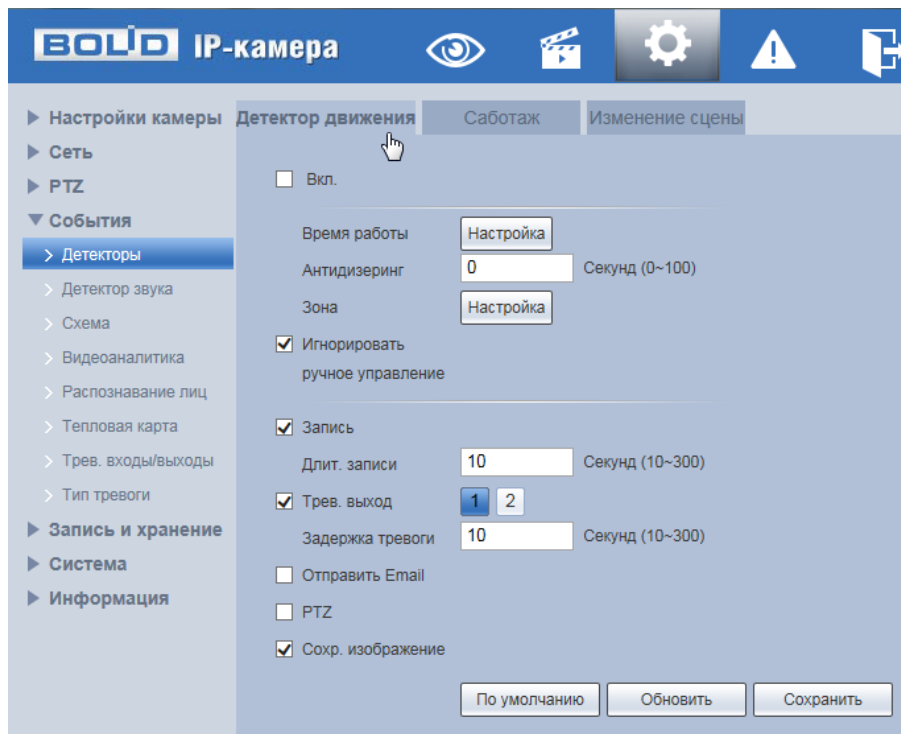 BOLID IP-камера
Настройки камеры
Сеть
PTZ
События
Детекторы
Детектор звука
Схема
Видеоаналитика
Распознавание лиц
Тепловая карта
Трев. входы/выходы
Тип тревоги
Запись и хранение
Система
Информация
Детектор движения Саботаж Изменение сцены
Вкл.
Время работы Настройка
Антидизеринг 0 Секунд (0~100)
Зона Настройка
Игнорировать
ручное управление
Запись
Длит. записи 10 Секунд (10~300)
Трев. выход 1 2
Задержка тревоги 10 Секунд (10~300)
Отправить Email
PTZ
Сохр. изображение
По умолчанию Обновить Сохранить